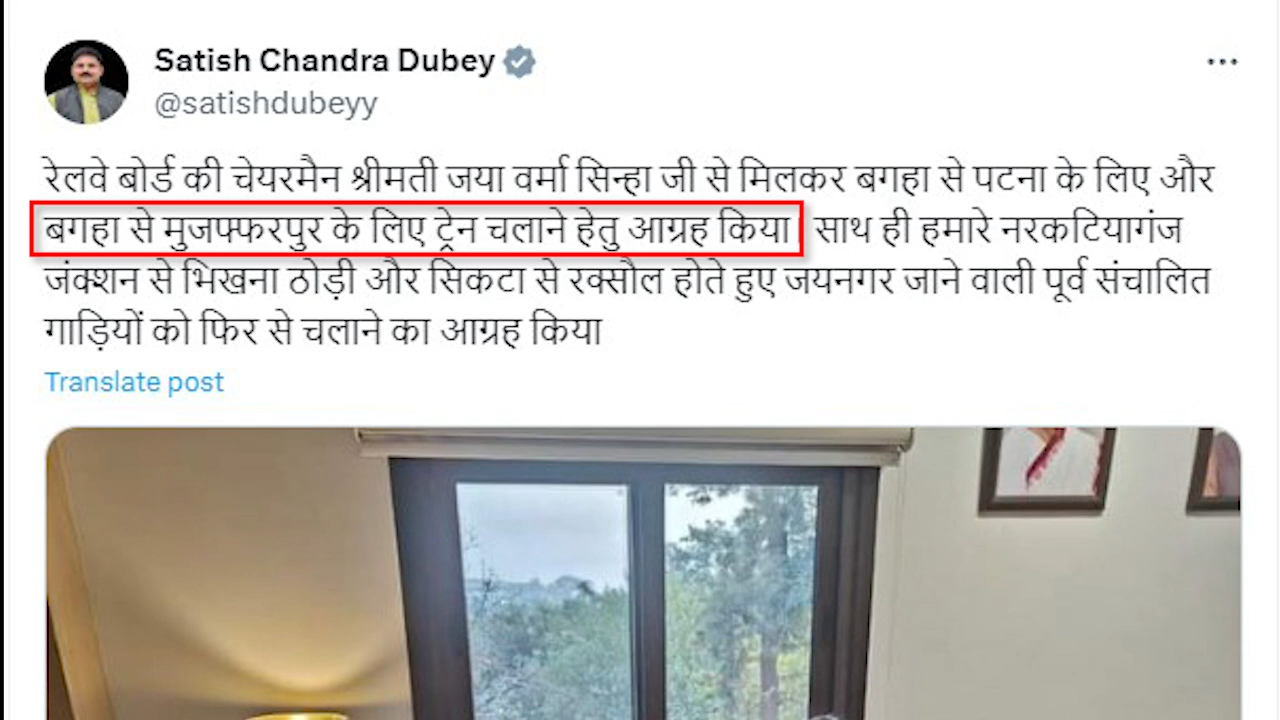 Satish Chandra Dubey
@satishdubeyy
रेलवे बोर्ड की चेयरमैन श्रीमती जया वर्मा सिन्हा जी से मिलकर बगहा से पटना के लिए और
बगहा से मुजफ्फरपुर के लिए ट्रेन चलाने हेतु आग्रह किया साथ ही हमारे नरकटियागंज
जंक्शन से भिखना ठोड़ी और सिकटा से रक्सौल होते हुए जयनगर जाने वाली पूर्व संचालित
गाड़ियों को फिर से चलाने का आग्रह किया
Translate post